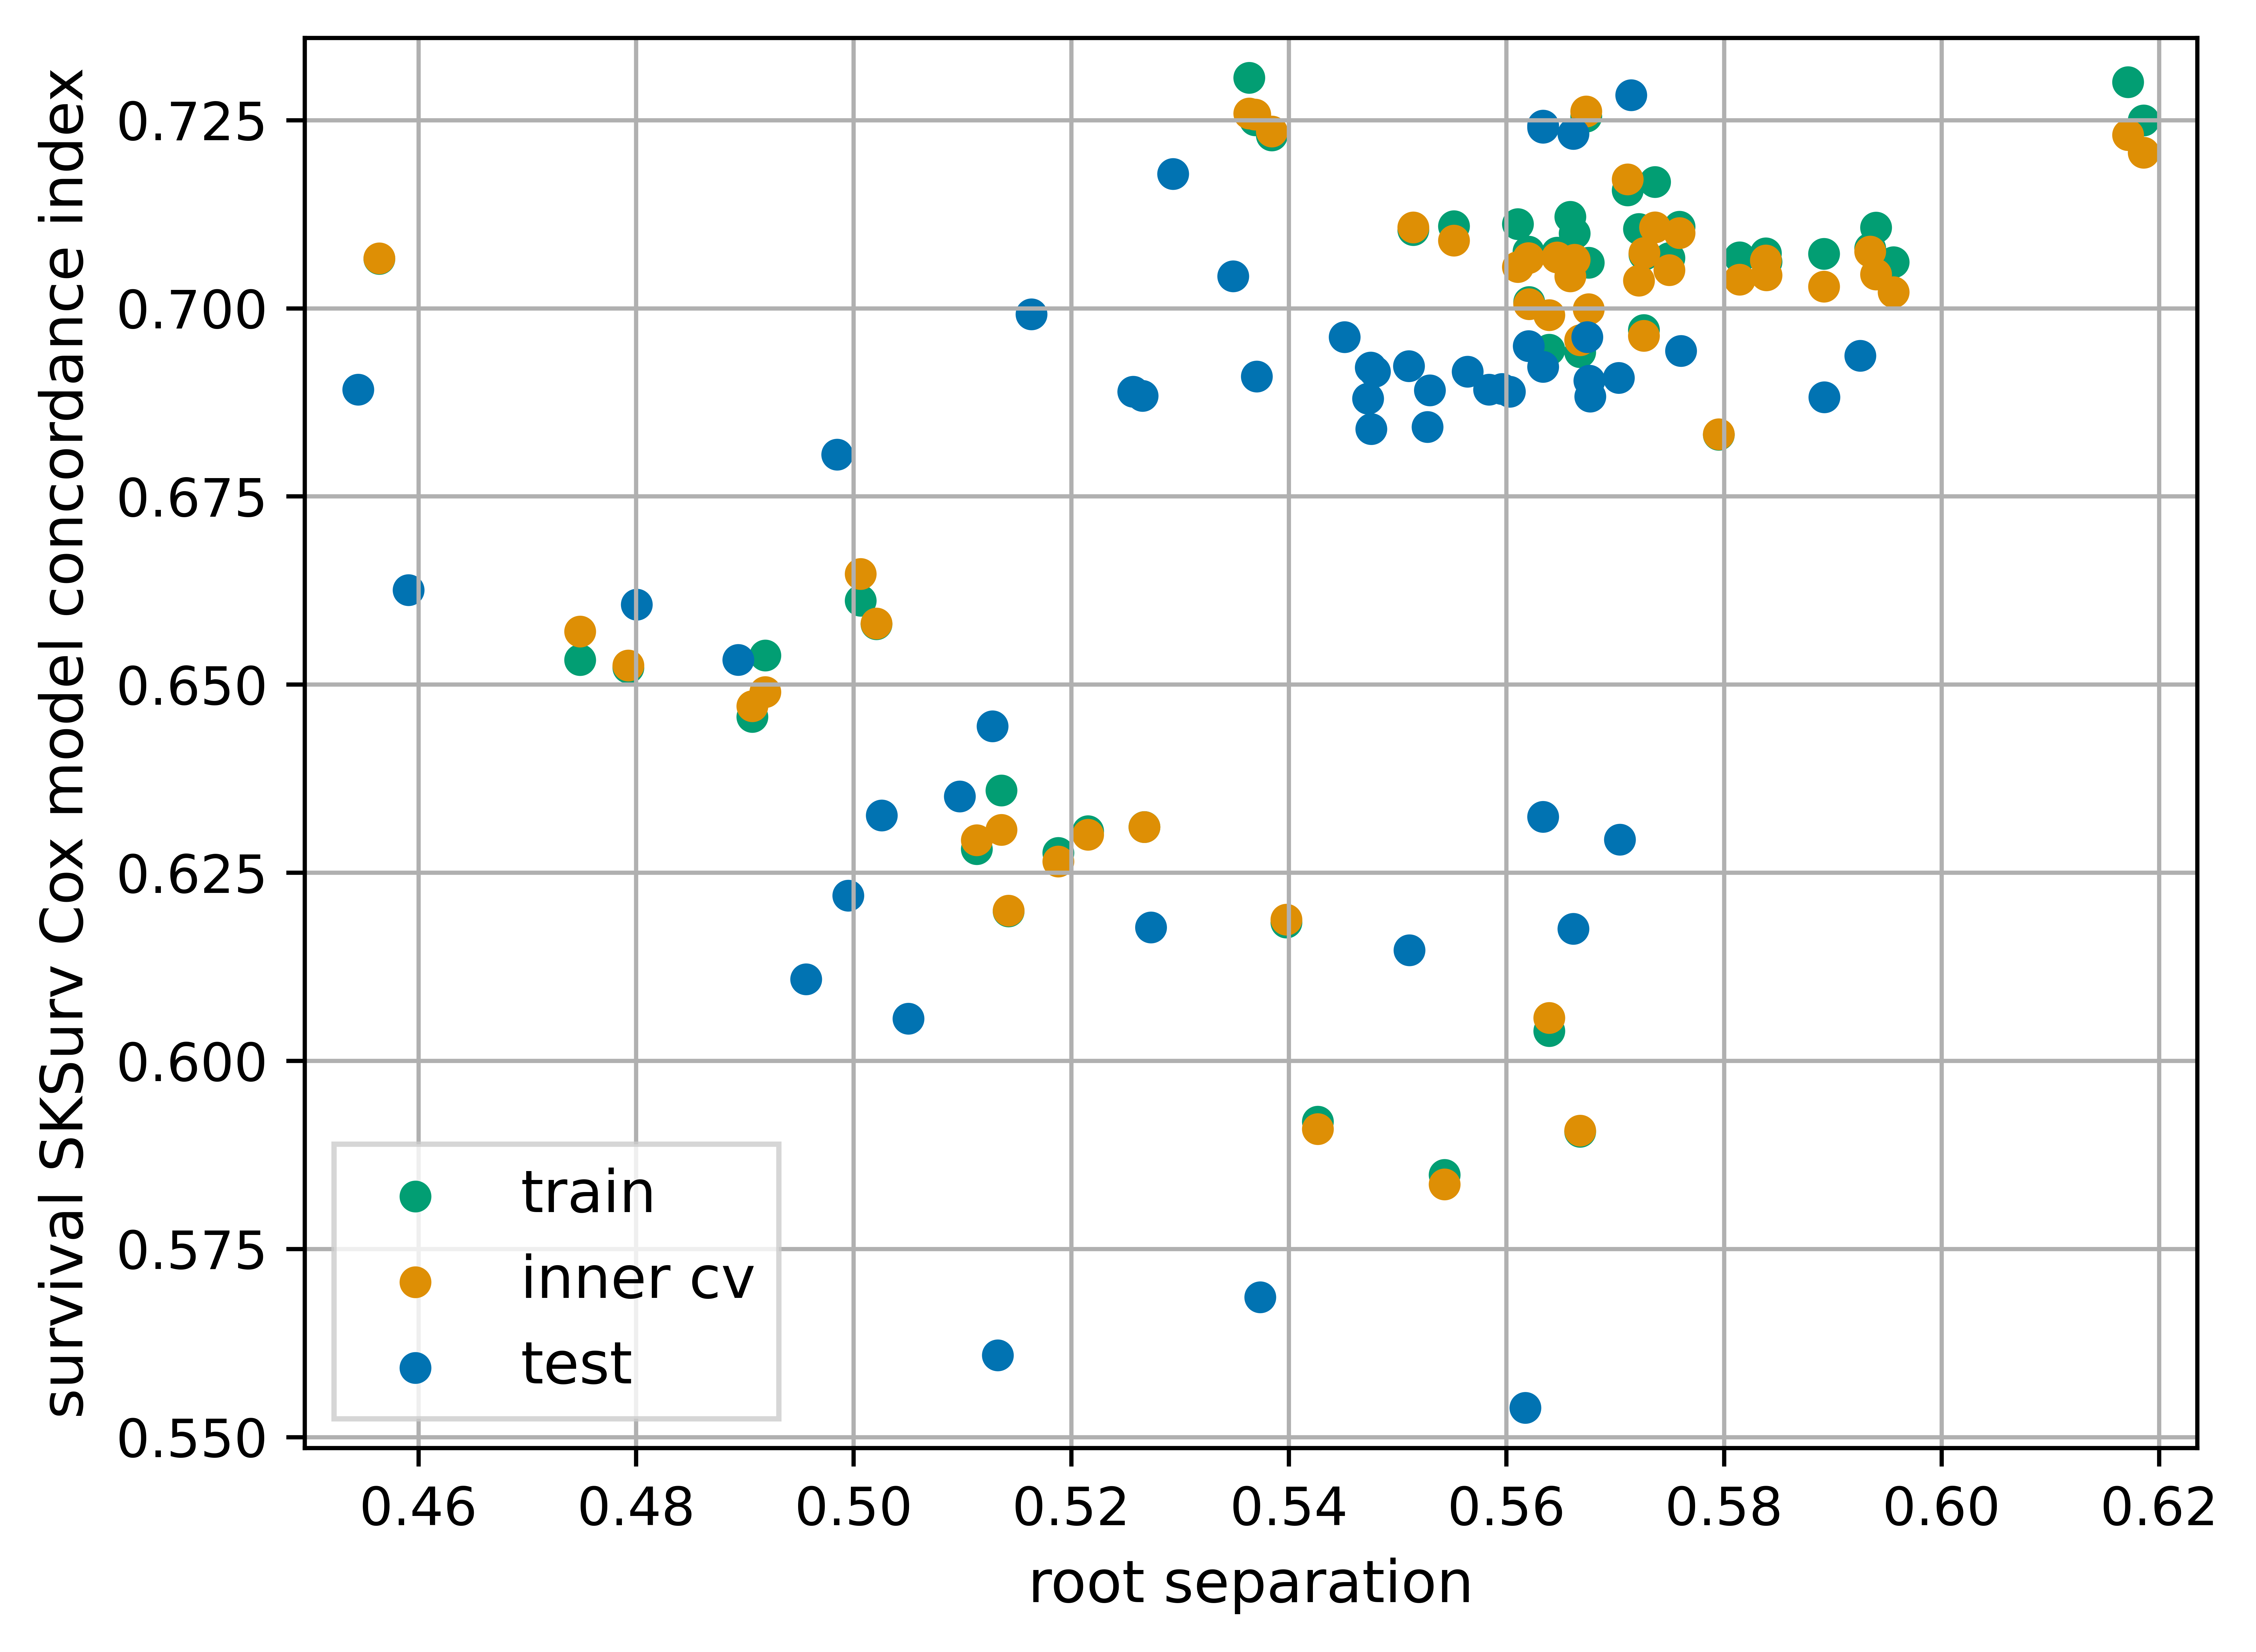 survival SKSurv Cox model concordance index
0.725
0.700
0.675
0.650
0.625
0.600
0.575
0.550
train
inner cv
test
0.46 0.48 0.50 0.52 0.54 0.56 0.58 0.60 0.62
root separation